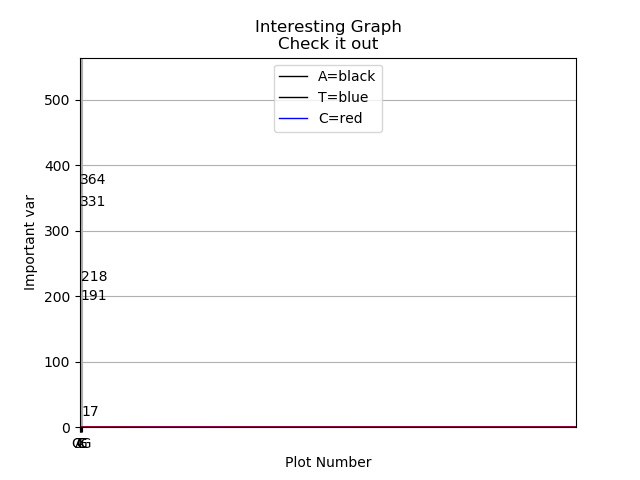 Interesting Graph
Check it out
A=black
T=blue
C=red
500
400
300
200
100
0
364
331
218
191
17
Important var
Plot Number